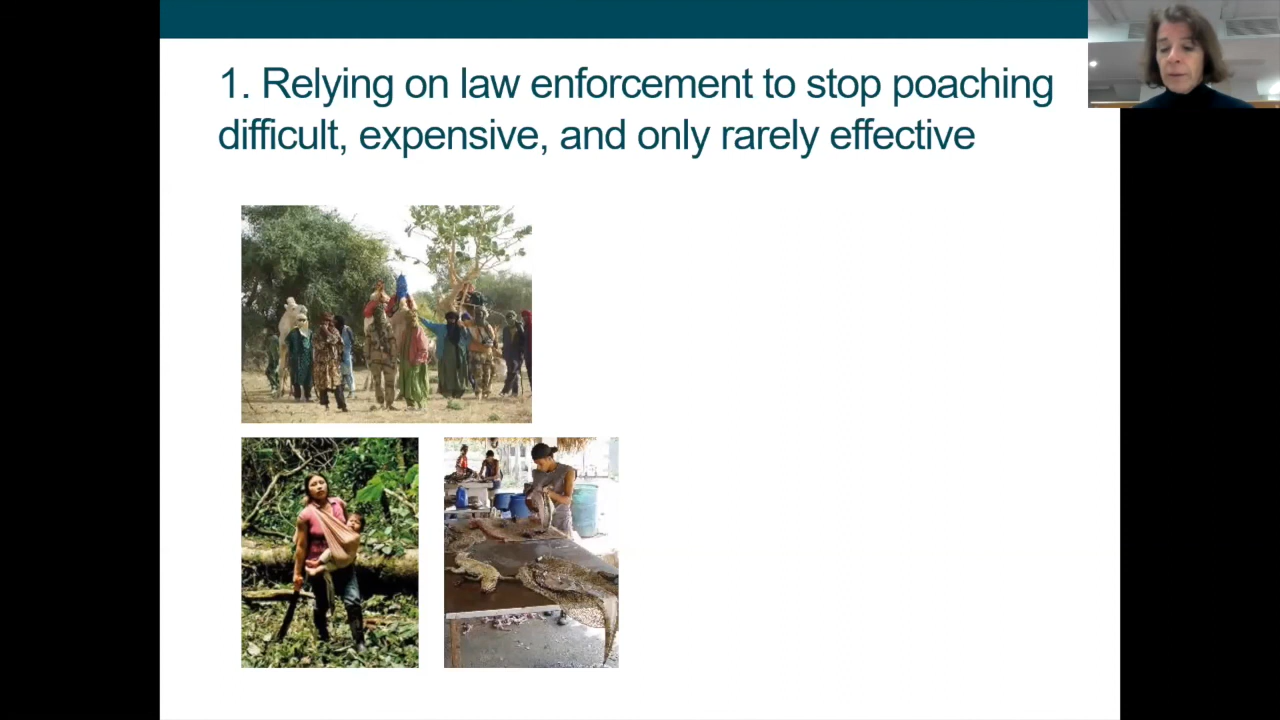 1. Relying on law enforcement to stop poaching
difficult, expensive, and only rarely effective